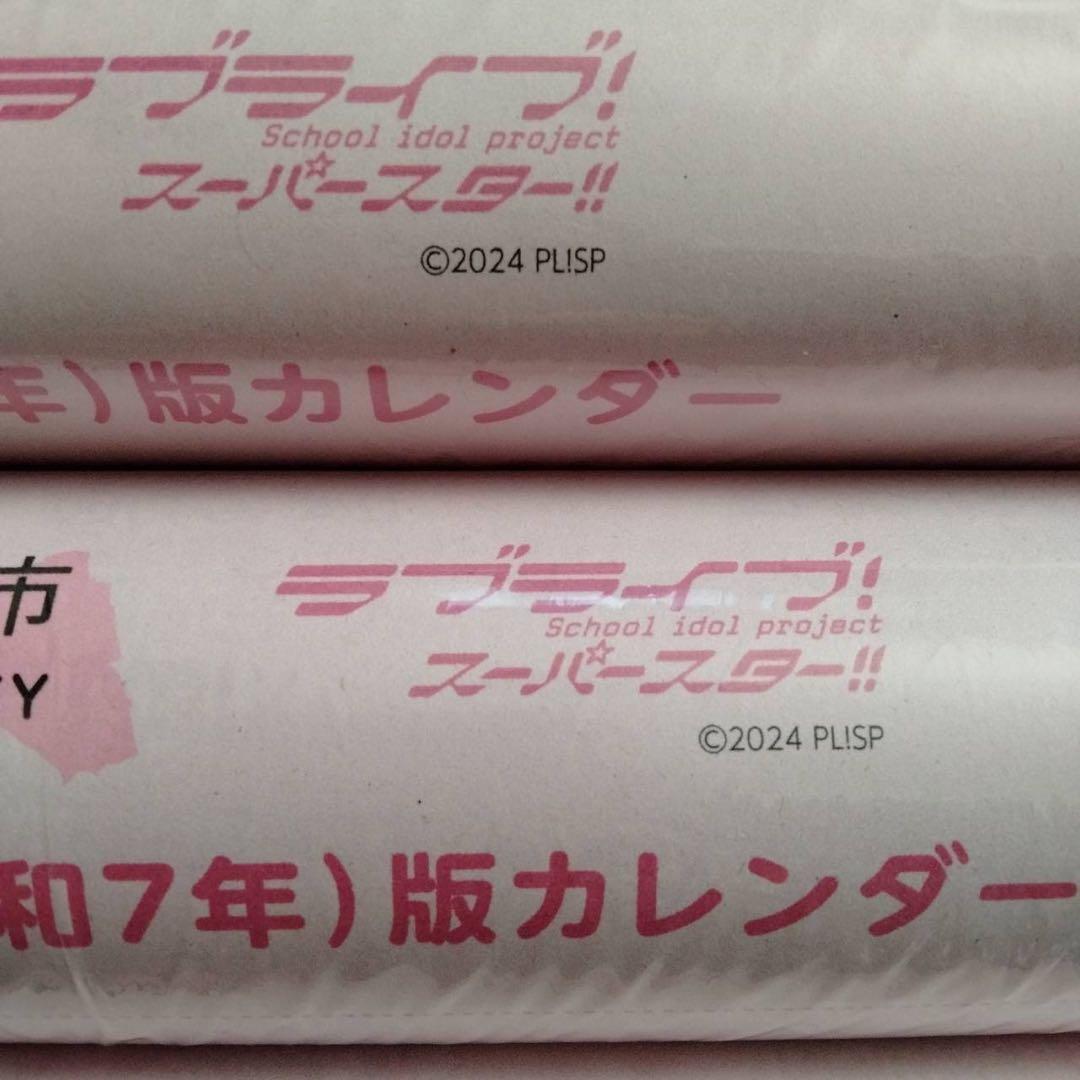 ラブライブ!
School idol project
スーパースター!!
©2024 PL!SP
年)版カレンダー
市
ラブライブ!
School idol project
スーパースター!!
Y
©2024 PL!SP
和7年)版カレンダー